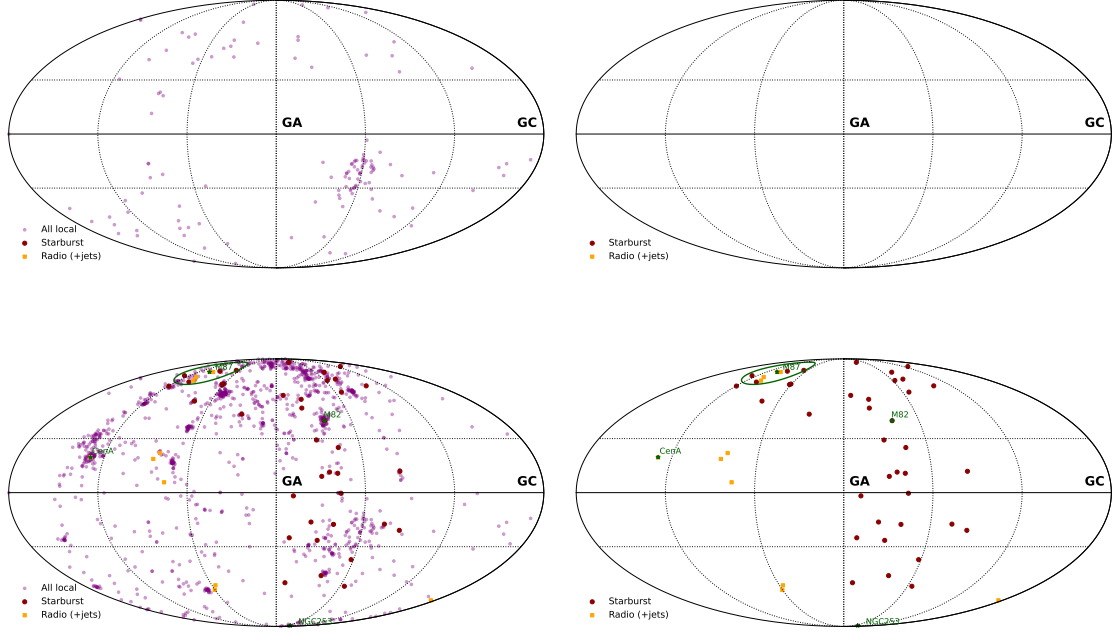 GA
GC
All local
Starburst
Radio (+jets)
GA
GC
Starburst
Radio (+jets)
M87
M82
CenA
GA
GC
All local
Starburst
Radio (+jets)
NGC253
M87
M82
CenA
GA
GC
Starburst
Radio (+jets)
NGC253